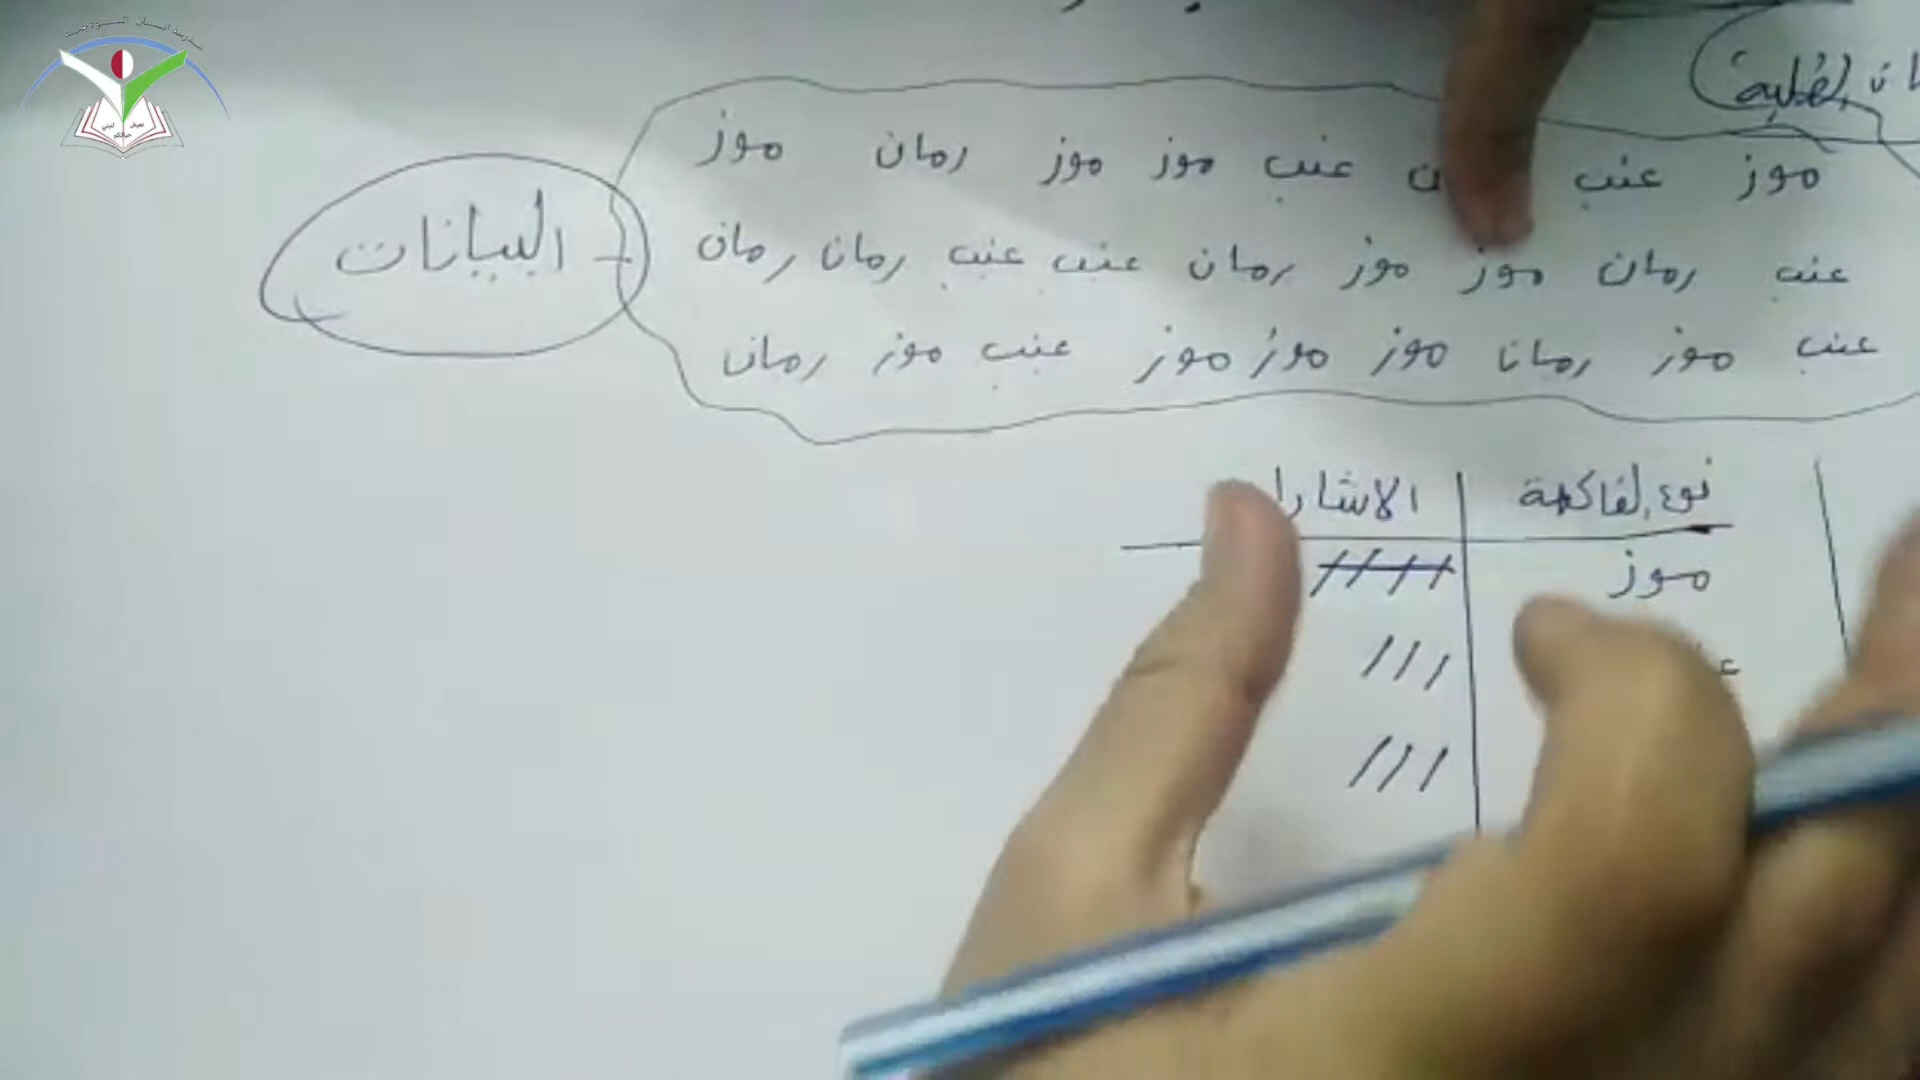 موز عنب ن عنب موز موز رمان موز
عنب رمان موز موز رمان عنب عنب رمان رمان
عنب موز رمان موز موز موز عنب موز رمان
البيانات
نوع الفاكهة الاشارا
موز